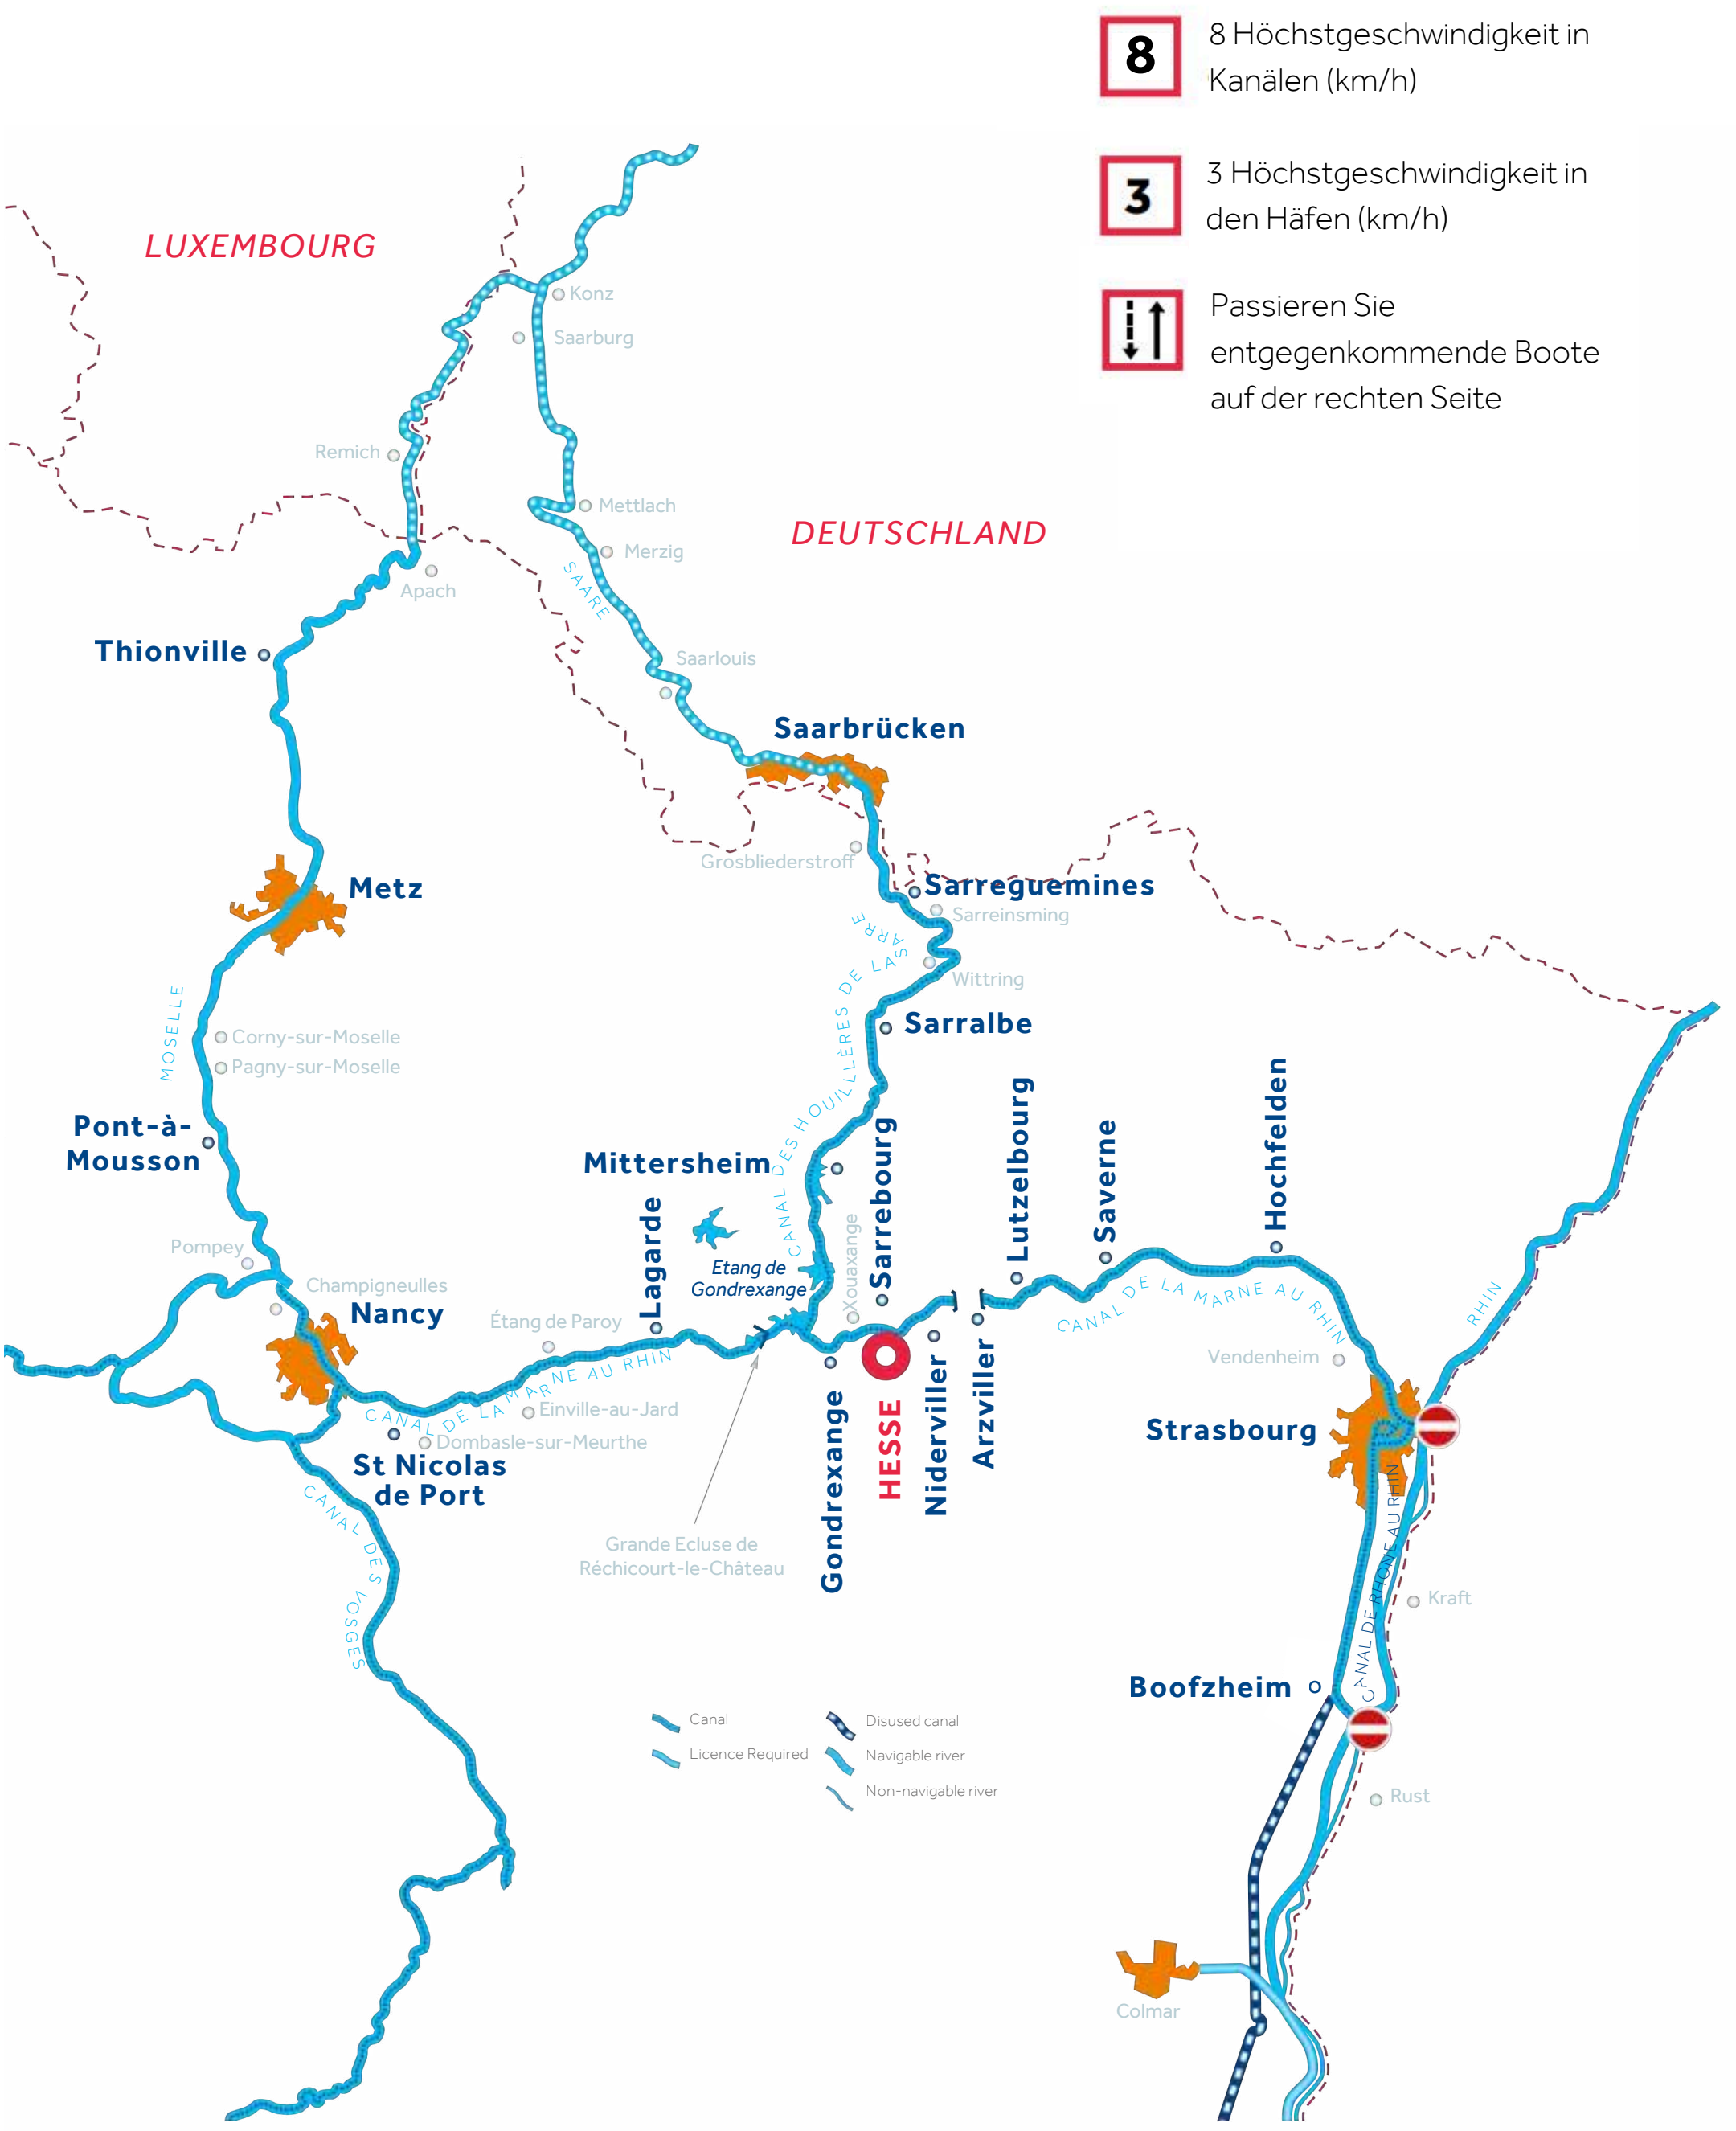 8
8 Höchstgeschwindigkeit in
Kanälen (km/h)
3
3 Höchstgeschwindigkeit in
den Häfen (km/h)
Passieren Sie
entgegenkommende Boote
auf der rechten Seite
LUXEMBOURG
Konz
Saarburg
Remich
Mettlach
DEUTSCHLAND
Merzig
SAARE
Apach
Thionville
Saarlouis
Saarbrücken
Grosbliederstroff
Metz
Sarreguemines
Sarreinsming
CANAL DES HOUILLÈRES DE LAS SARRE
Wittring
MOSELLE
Sarralbe
Corny-sur-Moselle
Pagny-sur-Moselle
Pont-à-
Mousson
Mittersheim
Lagarde
Sarrebourg
Lutzelbourg
Saverne
Hochfelden
Xouaxange
Pompey
Etang de
Gondrexange
Champigneulles
Nancy
Étang de Paroy
CANAL DE LA MARNE AU RHIN
RHIN
Vendenheim
CANAL DE LA MARNE AU RHIN
Einville-au-Jard
Dombasle-sur-Meurthe
St Nicolas
de Port
Gondrexange
HESSE
Niderviller
Arzviller
Strasbourg
CANAL DES VOSGES
Grande Ecluse de
Réchicourt-le-Château
CANAL DE RHONE AU RHIN
Kraft
Boofzheim
Canal
Disused canal
Licence Required
Navigable river
Non-navigable river
Rust
Colmar